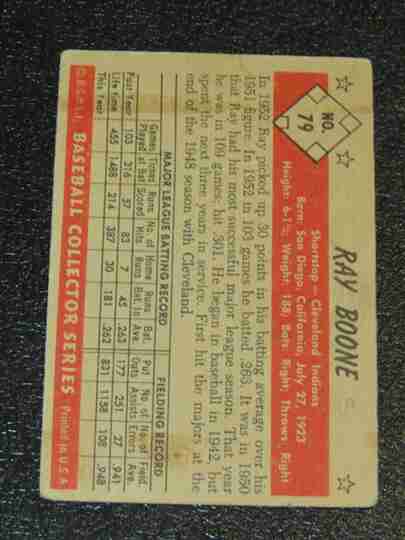 NO. 79
RAY BOONE
Shortstop — Cleveland Indians
Born: San Diego, California, July 27, 1923
Height: 6-1½; Weight: 188; Bats: Right; Throws: Right
In 1952 Ray picked up 30 points in his batting average over his
1951 figure. In 1952 in 103 games he batted .263. It was in 1950
that Ray had his most successful major league season. That year
he was in 109 games; hit .301. He began in baseball in 1942, but
spent the next three years in service. First hit the majors at the
end of the 1948 season with Cleveland.
MAJOR LEAGUE BATTING RECORD FIELDING RECORD
Games Times Runs No. of Home Runs Bat. Put No. of No. of Field.
Played at Bat Scored Hits Runs Bat. In Ave. Outs Assists Errors Ave.
Past Year 103 316 57 83 7 45 .263 177 251 27 .941
Life time 465 1488 214 387 30 181 .262 831 1158 108 .948
This Year
© B.G.H.L.I. BASEBALL COLLECTOR SERIES Printed in U.S.A.